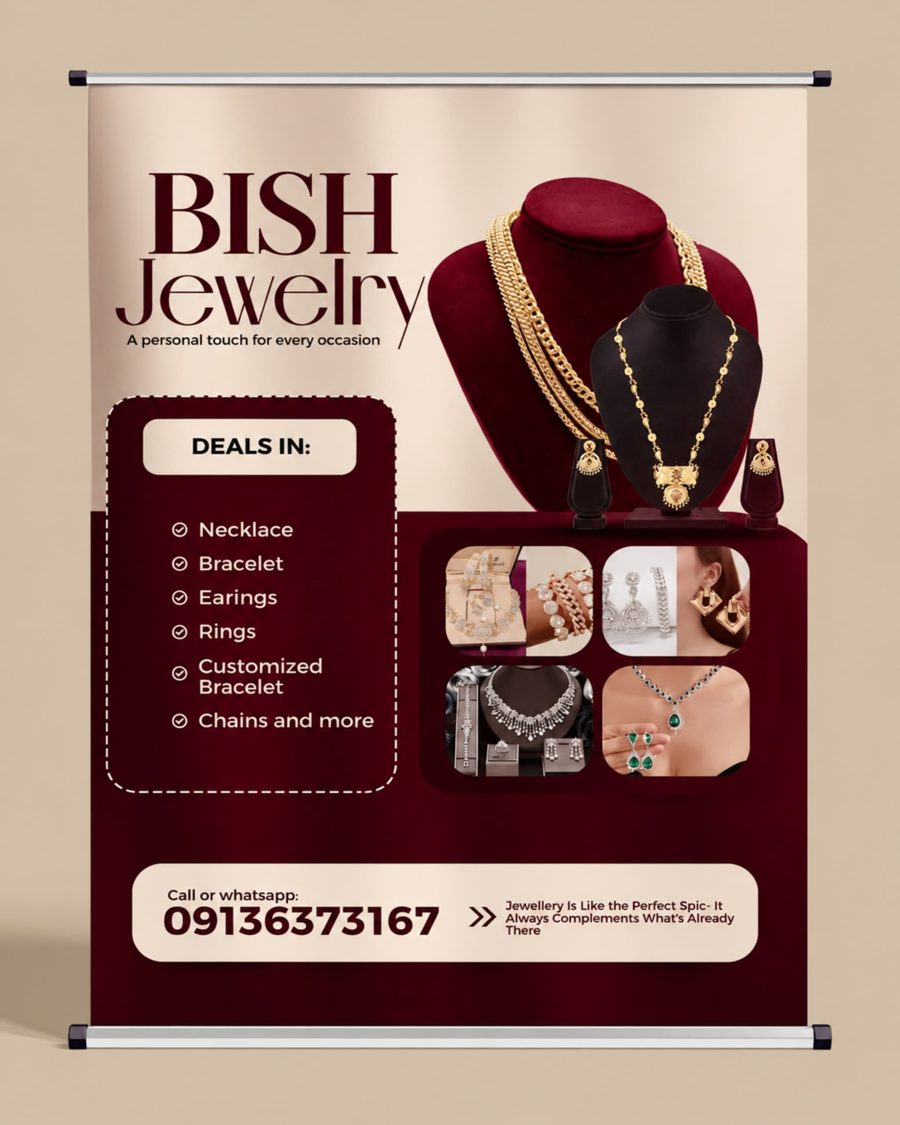 BISH
Jewelry
A personal touch for every occasion
DEALS IN:
Necklace
Bracelet
Earings
Rings
Customized
Bracelet
Chains and more
Call or whatsapp:
09136373167
Jewellery Is Like the Perfect Spic- It
Always Complements What's Already
There